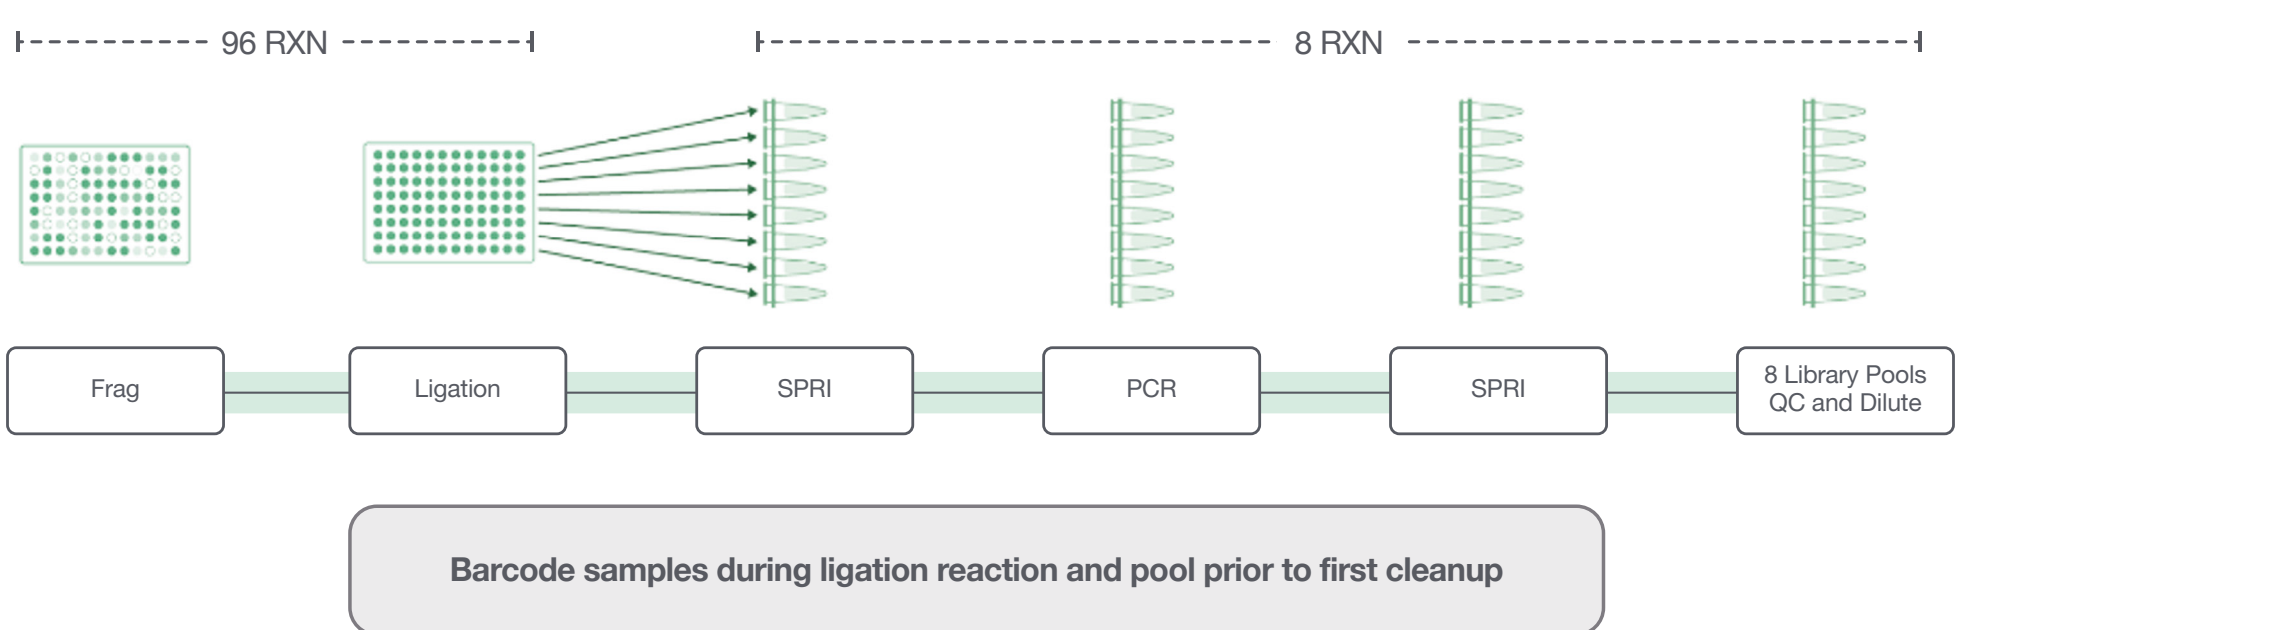 96 RXN
8 RXN
Frag
Ligation
SPRI
PCR
SPRI
8 Library Pools
QC and Dilute
Barcode samples during ligation reaction and pool prior to first cleanup